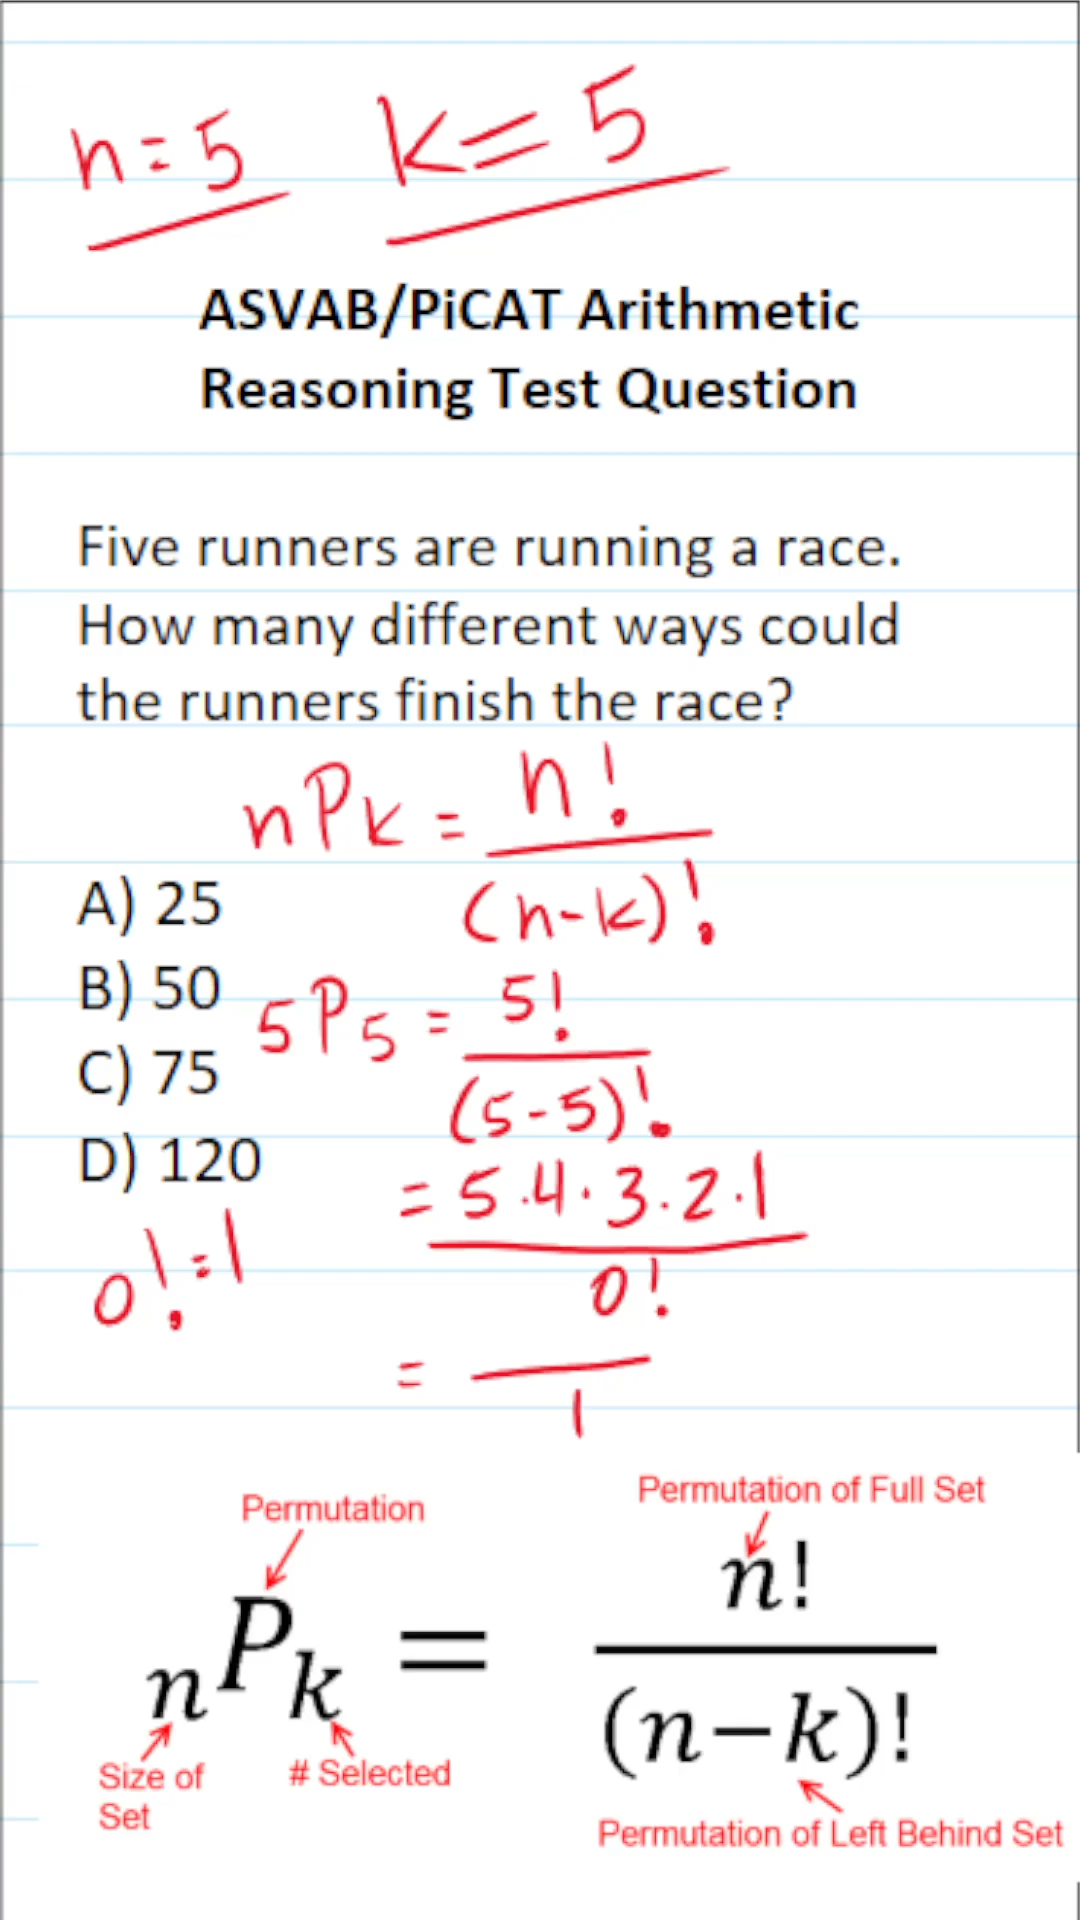 n=5 k=5
ASVAB/PiCAT Arithmetic
Reasoning Test Question
Five runners are running a race.
How many different ways could
the runners finish the race?
nPk = n!
(n-k)!
A) 25
B) 50
5P5 = 5!
(5-5)!
C) 75
D) 120
= 5·4·3·2·1
0!
0!=1
=
1
Permutation
Permutation of Full Set
nPk = n!
(n-k)!
Size of
Set
# Selected
Permutation of Left Behind Set